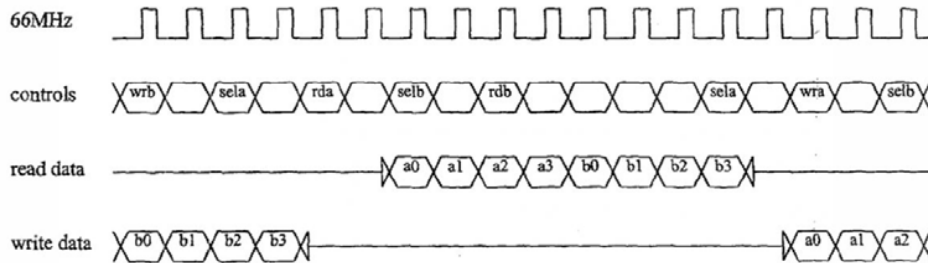 66MHz
controls wrb sela rda selb rdb sela wra selb
read data a0 a1 a2 a3 b0 b1 b2 b3
write data b0 b1 b2 b3 a0 a1 a2